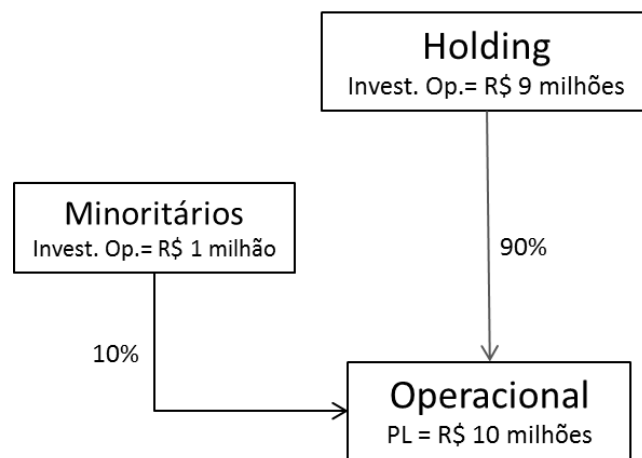 Holding
Invest. Op.= R$ 9 milhões
Minoritários
Invest. Op.= R$ 1 milhão
90%
10%
Operacional
PL = R$ 10 milhões